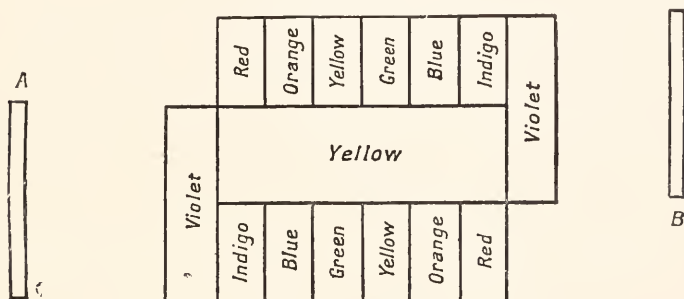 A
Red Orange Yellow Green Blue Indigo Violet
Yellow
Violet
Indigo Blue Green Yellow Orange Red
B